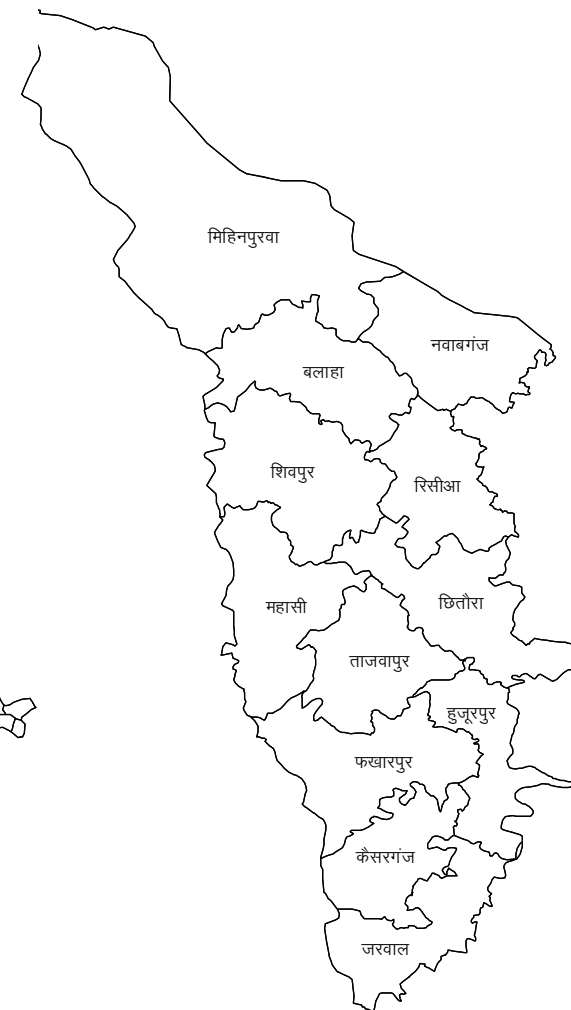 मिहिनपुरवा
नवाबगंज
बलाहा
शिवपुर
रिसीआ
छितौरा
महासी
ताजवापुर
हुजूरपुर
फखारपुर
कैसरगंज
जरवाल